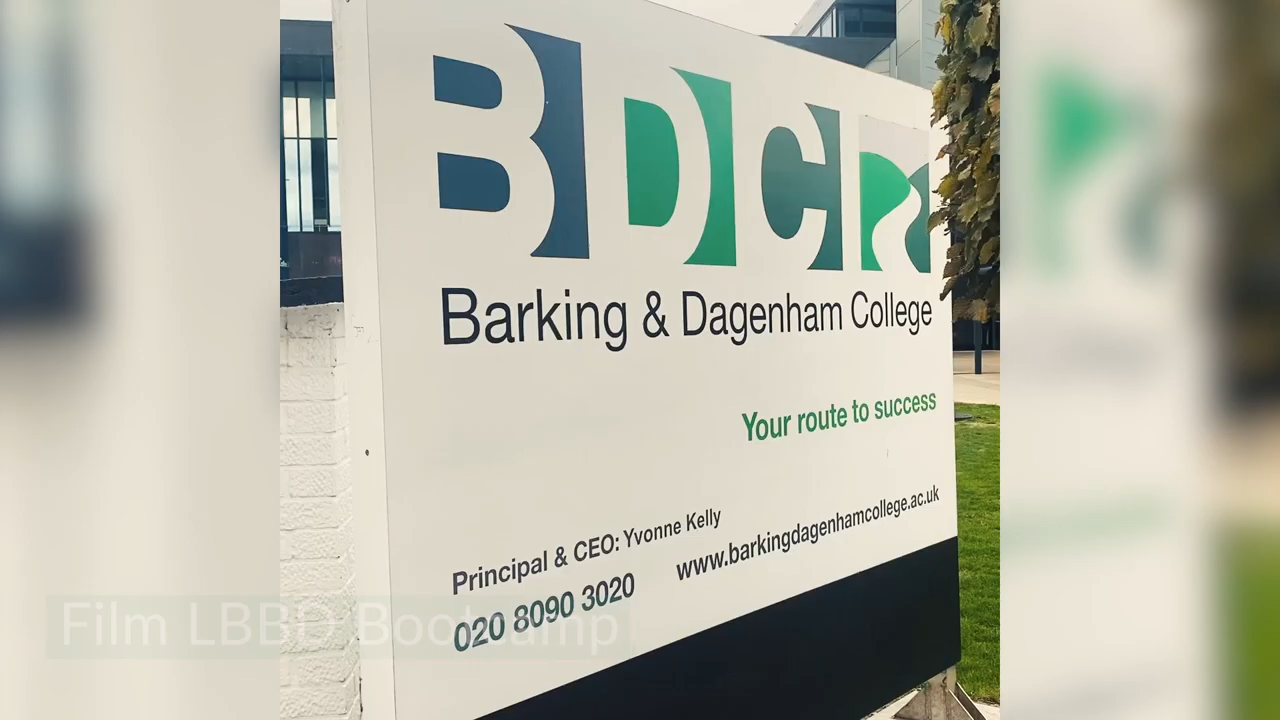 BDC
Barking & Dagenham College
Your route to success
Principal & CEO: Yvonne Kelly
020 8090 3020
www.barkingdagenhamcollege.ac.uk
Film LBBD Bootcamp